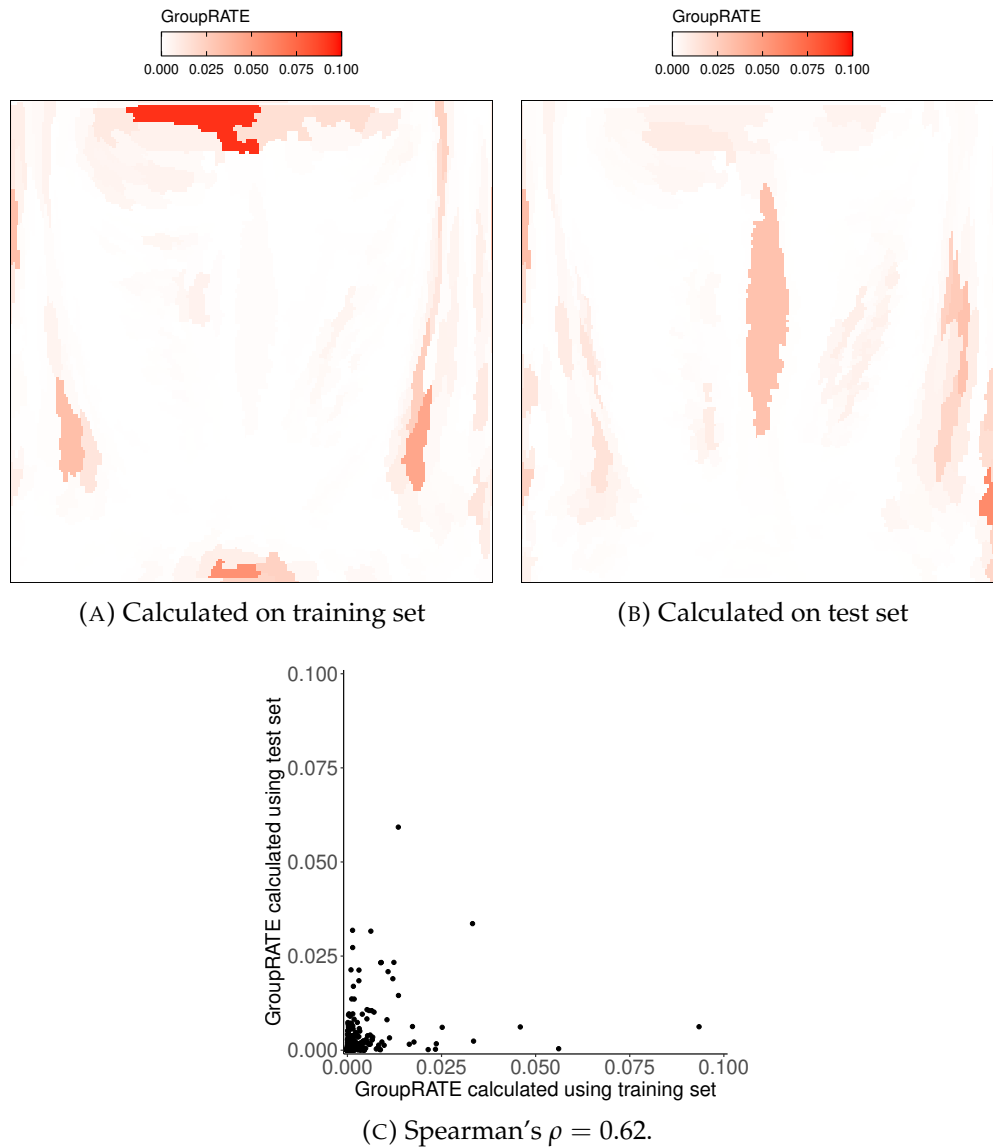 GroupRATE
0.000 0.025 0.050 0.075 0.100
GroupRATE
0.000 0.025 0.050 0.075 0.100
(A) Calculated on training set
(B) Calculated on test set
GroupRATE calculated using test set
0.100
0.075
0.050
0.025
0.000
0.000 0.025 0.050 0.075 0.100
GroupRATE calculated using training set
(C) Spearman's ρ = 0.62.